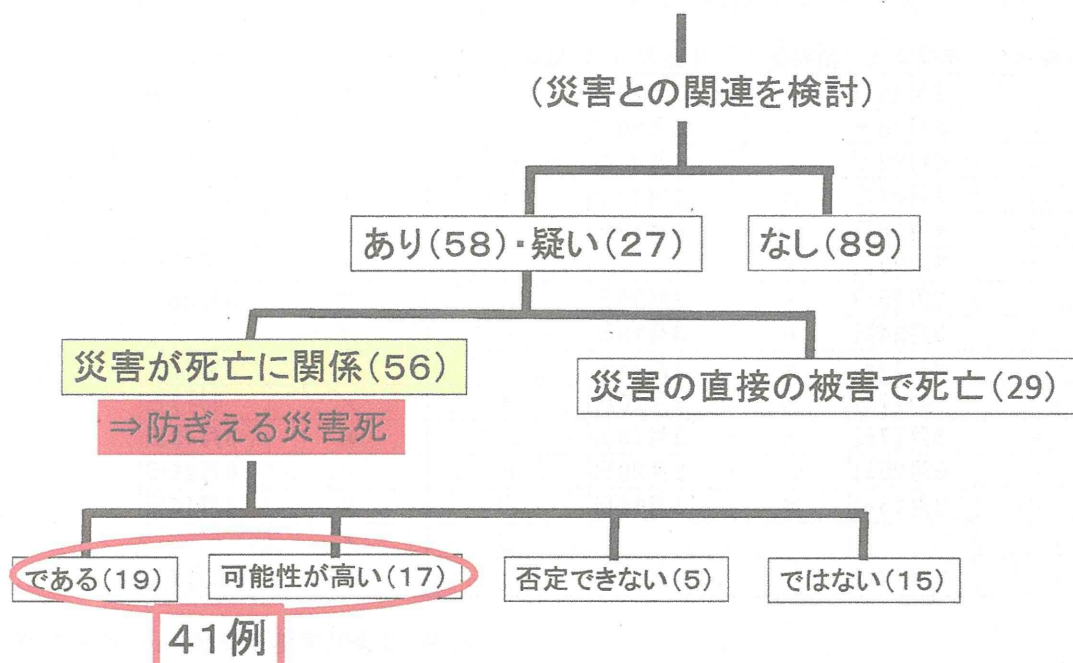 (災害との関連を検討)
あり(58)・疑い(27)
なし(89)
災害が死亡に関係(56)
災害の直接の被害で死亡(29)
⇒防ぎえる災害死
である(19)
可能性が高い(17)
否定できない(5)
ではない(15)
41例